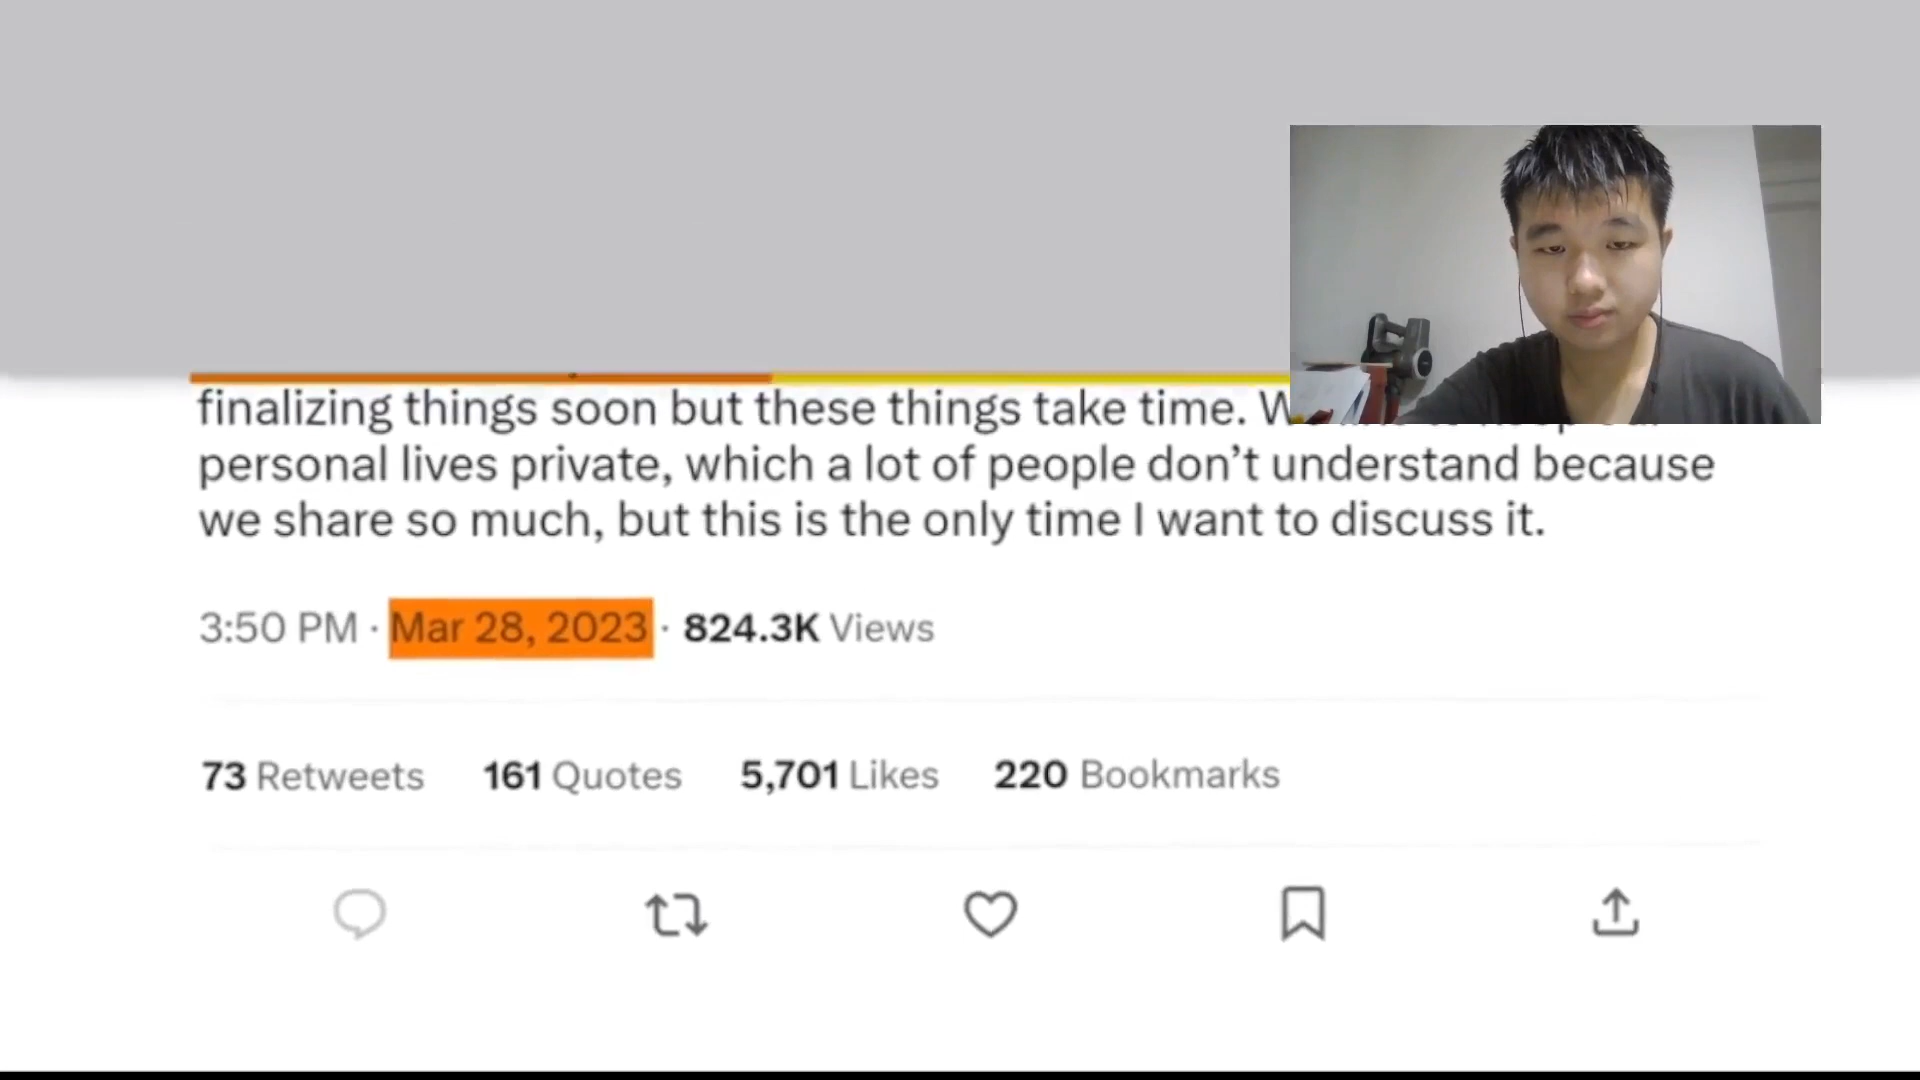 finalizing things soon but these things take time.
personal lives private, which a lot of people don’t understand because
we share so much, but this is the only time I want to discuss it.
3:50 PM · Mar 28, 2023 · 824.3K Views
73 Retweets 161 Quotes 5,701 Likes 220 Bookmarks